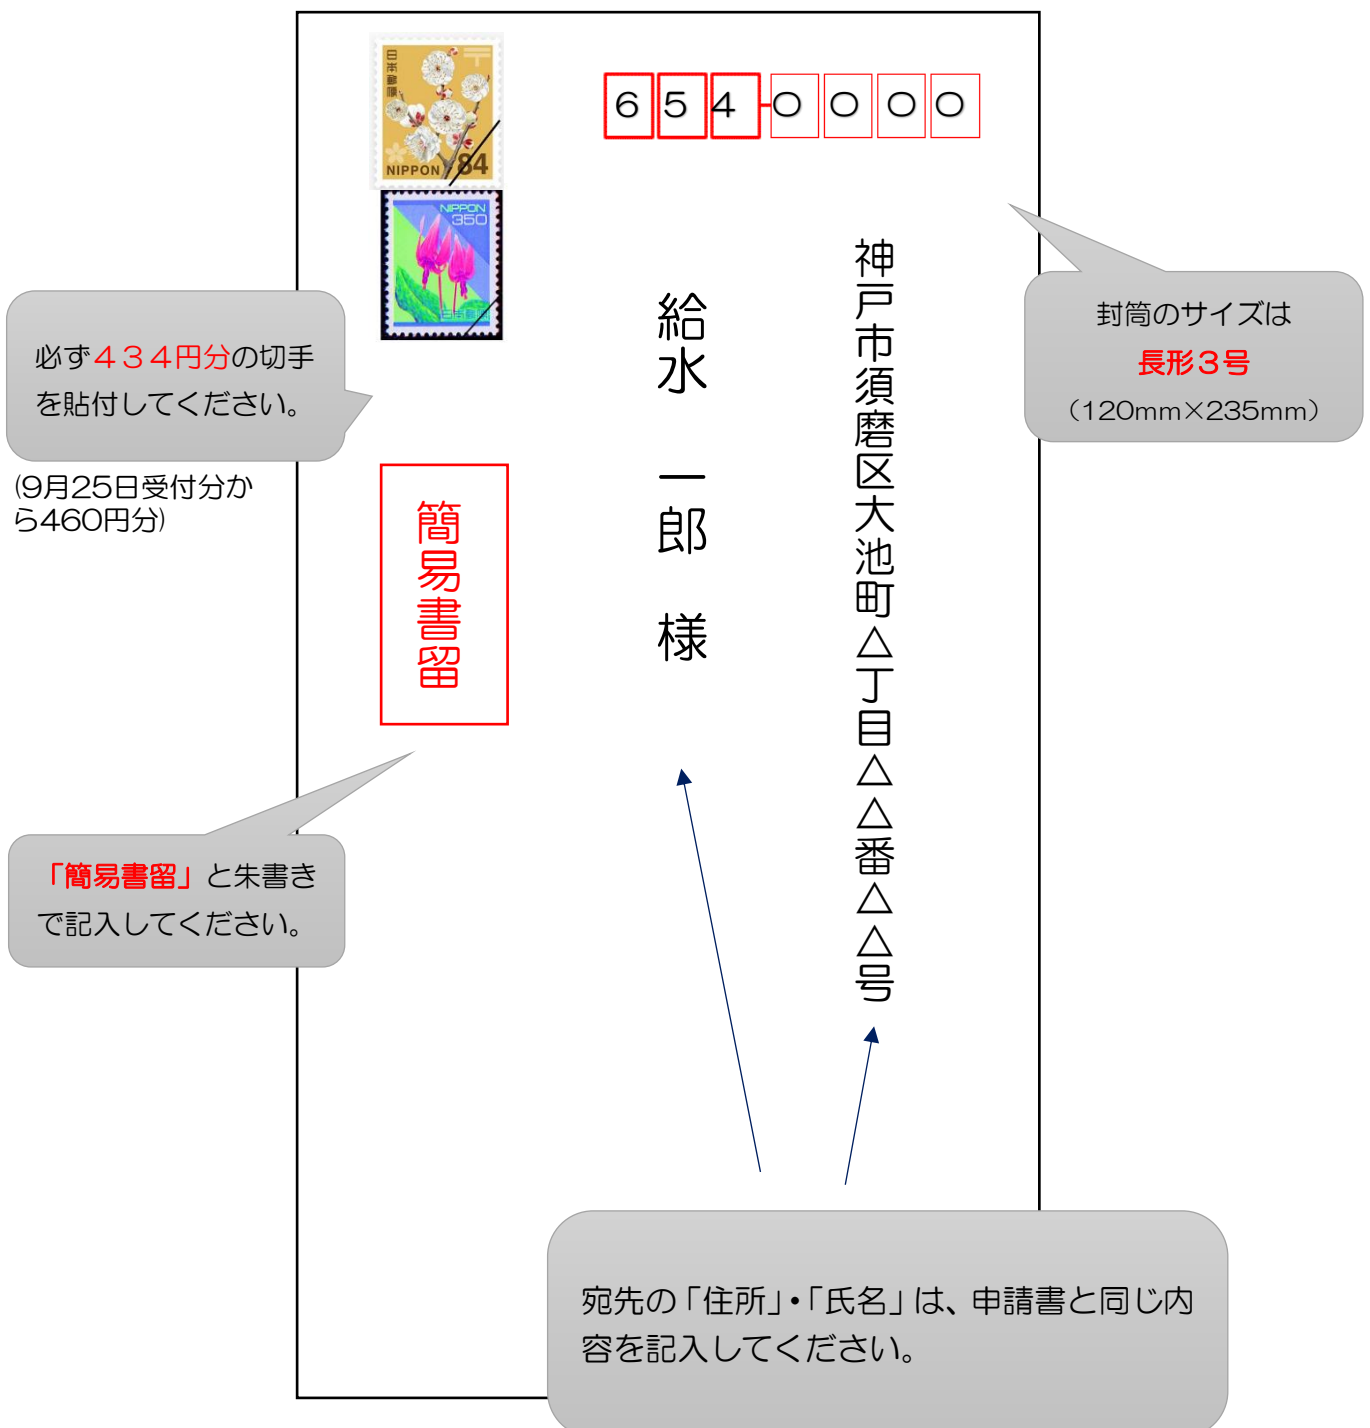 日本郵便
NIPPON 84
NIPPON
350
日本郵便
654-0000
神戸市須磨区大池町△丁目△△番△△号
給水 一郎 様
簡易書留
封筒のサイズは
長形3号
（120mm×235mm）
必ず434円分の切手
を貼付してください。
(9月25日受付分か
ら460円分)
「簡易書留」と朱書き
で記入してください。
宛先の「住所」・「氏名」は、申請書と同じ内
容を記入してください。